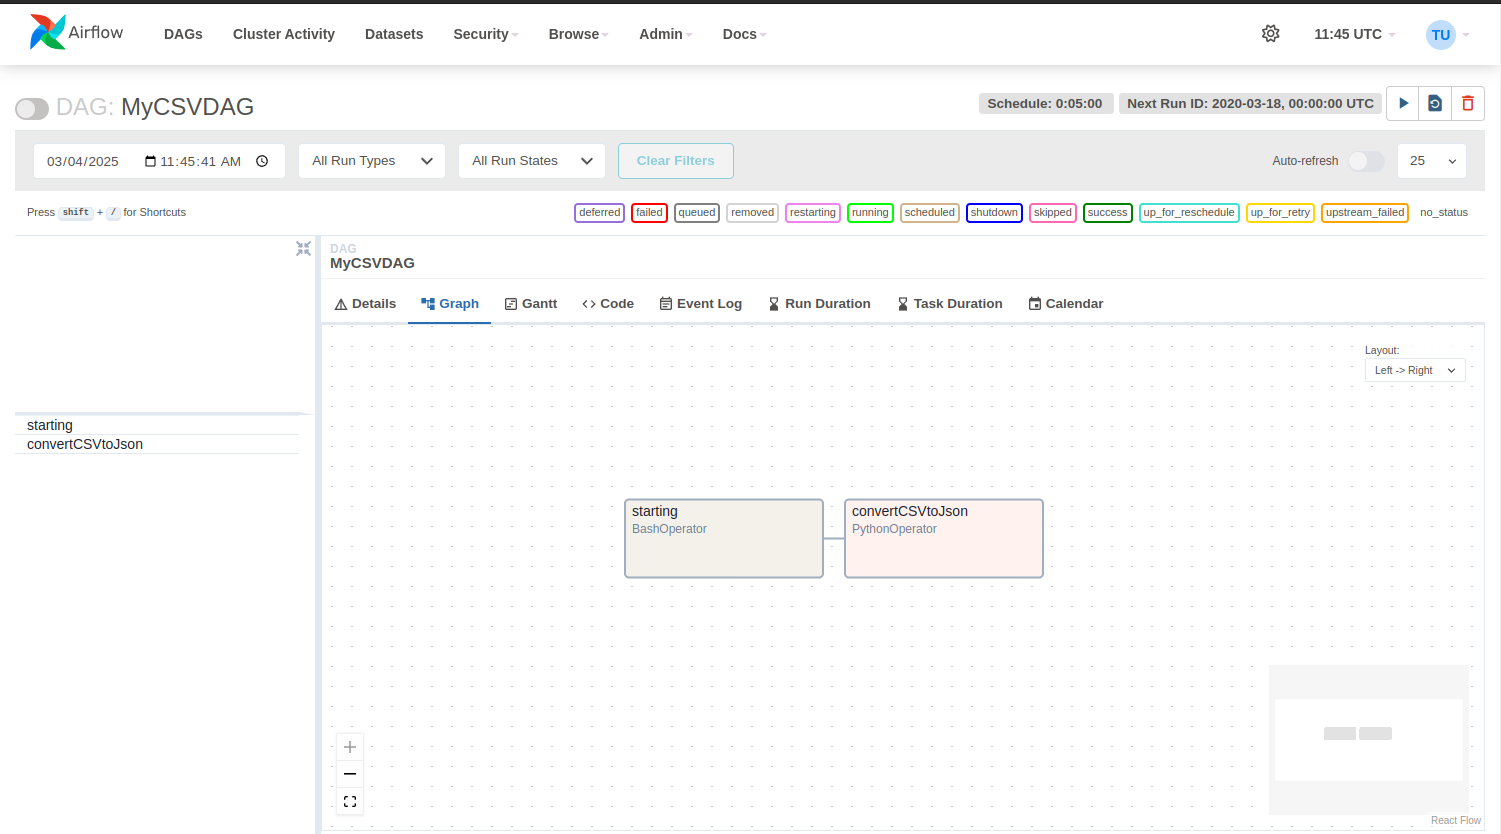 Airflow DAGs Cluster Activity Datasets Security Browse Admin Docs 11:45 UTC TU
DAG: MyCSVDAG Schedule: 0:05:00 Next Run ID: 2020-03-18, 00:00:00 UTC
03/04/2025 11:45:41 AM All Run Types All Run States Clear Filters Auto-refresh 25
Press shift + / for Shortcuts deferred failed queued removed restarting running scheduled shutdown skipped success up_for_reschedule up_for_retry upstream_failed no_status
DAG
MyCSVDAG
Details Graph Gantt Code Event Log Run Duration Task Duration Calendar
Layout:
Left -> Right
starting
convertCSVtoJson
starting convertCSVtoJson
BashOperator PythonOperator
React Flow